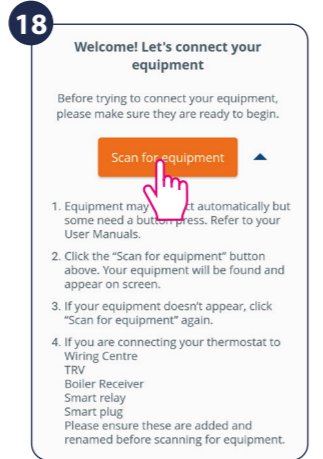 18
Welcome! Let's connect your
equipment
Before trying to connect your equipment,
please make sure they are ready to begin.
Scan for equipment
1. Equipment may ct automatically but
some need a button press. Refer to your
User Manuals.
2. Click the “Scan for equipment” button
above. Your equipment will be found and
appear on screen.
3. If your equipment doesn’t appear, click
“Scan for equipment” again.
4. If you are connecting your thermostat to
Wiring Centre
TRV
Boiler Receiver
Smart relay
Smart plug
Please ensure these are added and
renamed before scanning for equipment.